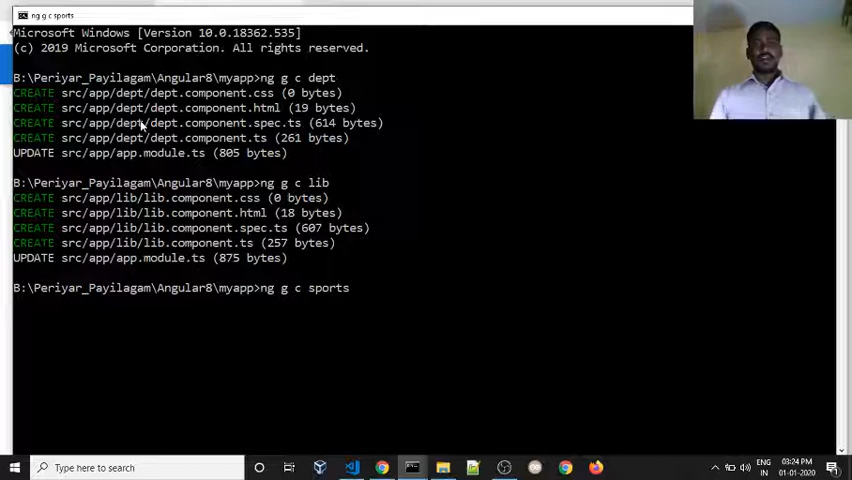 ng g c sports
Microsoft Windows [Version 10.0.18362.535]
(c) 2019 Microsoft Corporation. All rights reserved.
B:\Periyar_Payilagam\Angular8\myapp>ng g c dept
CREATE src/app/dept/dept.component.css (0 bytes)
CREATE src/app/dept/dept.component.html (19 bytes)
CREATE src/app/dept/dept.component.spec.ts (614 bytes)
CREATE src/app/dept/dept.component.ts (261 bytes)
UPDATE src/app/app.module.ts (805 bytes)
B:\Periyar_Payilagam\Angular8\myapp>ng g c lib
CREATE src/app/lib/lib.component.css (0 bytes)
CREATE src/app/lib/lib.component.html (18 bytes)
CREATE src/app/lib/lib.component.spec.ts (607 bytes)
CREATE src/app/lib/lib.component.ts (257 bytes)
UPDATE src/app/app.module.ts (875 bytes)
B:\Periyar_Payilagam\Angular8\myapp>ng g c sports
Type here to search
ENG
IN
03:24 PM
01-01-2020